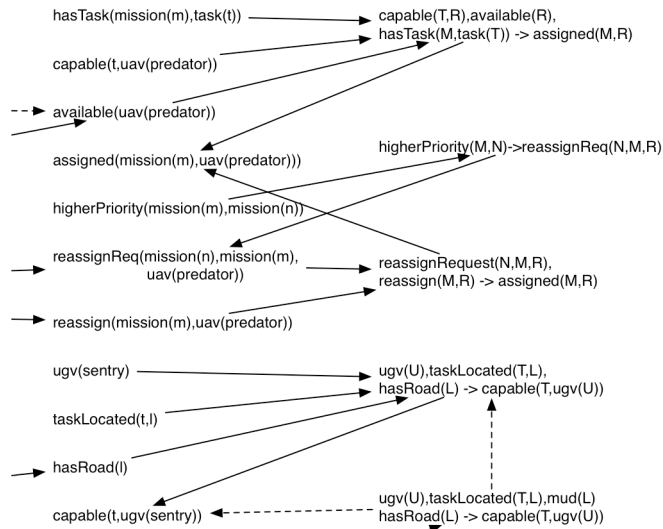 hasTask(mission(m),task(t))
capable(t,uav(predator))
available(uav(predator))
assigned(mission(m),uav(predator)))
higherPriority(mission(m),mission(n))
reassignReq(mission(n),mission(m),
uav(predator))
reassign(mission(m),uav(predator))
ugv(sentry)
taskLocated(t,l)
hasRoad(l)
capable(t,ugv(sentry))
capable(T,R),available(R),
hasTask(M,task(T)) -> assigned(M,R)
higherPriority(M,N)->reassignReq(N,M,R)
reassignRequest(N,M,R),
reassign(M,R) -> assigned(M,R)
ugv(U),taskLocated(T,L),
hasRoad(L) -> capable(T,ugv(U))
ugv(U),taskLocated(T,L),mud(L)
hasRoad(L) -> capable(T,ugv(U))